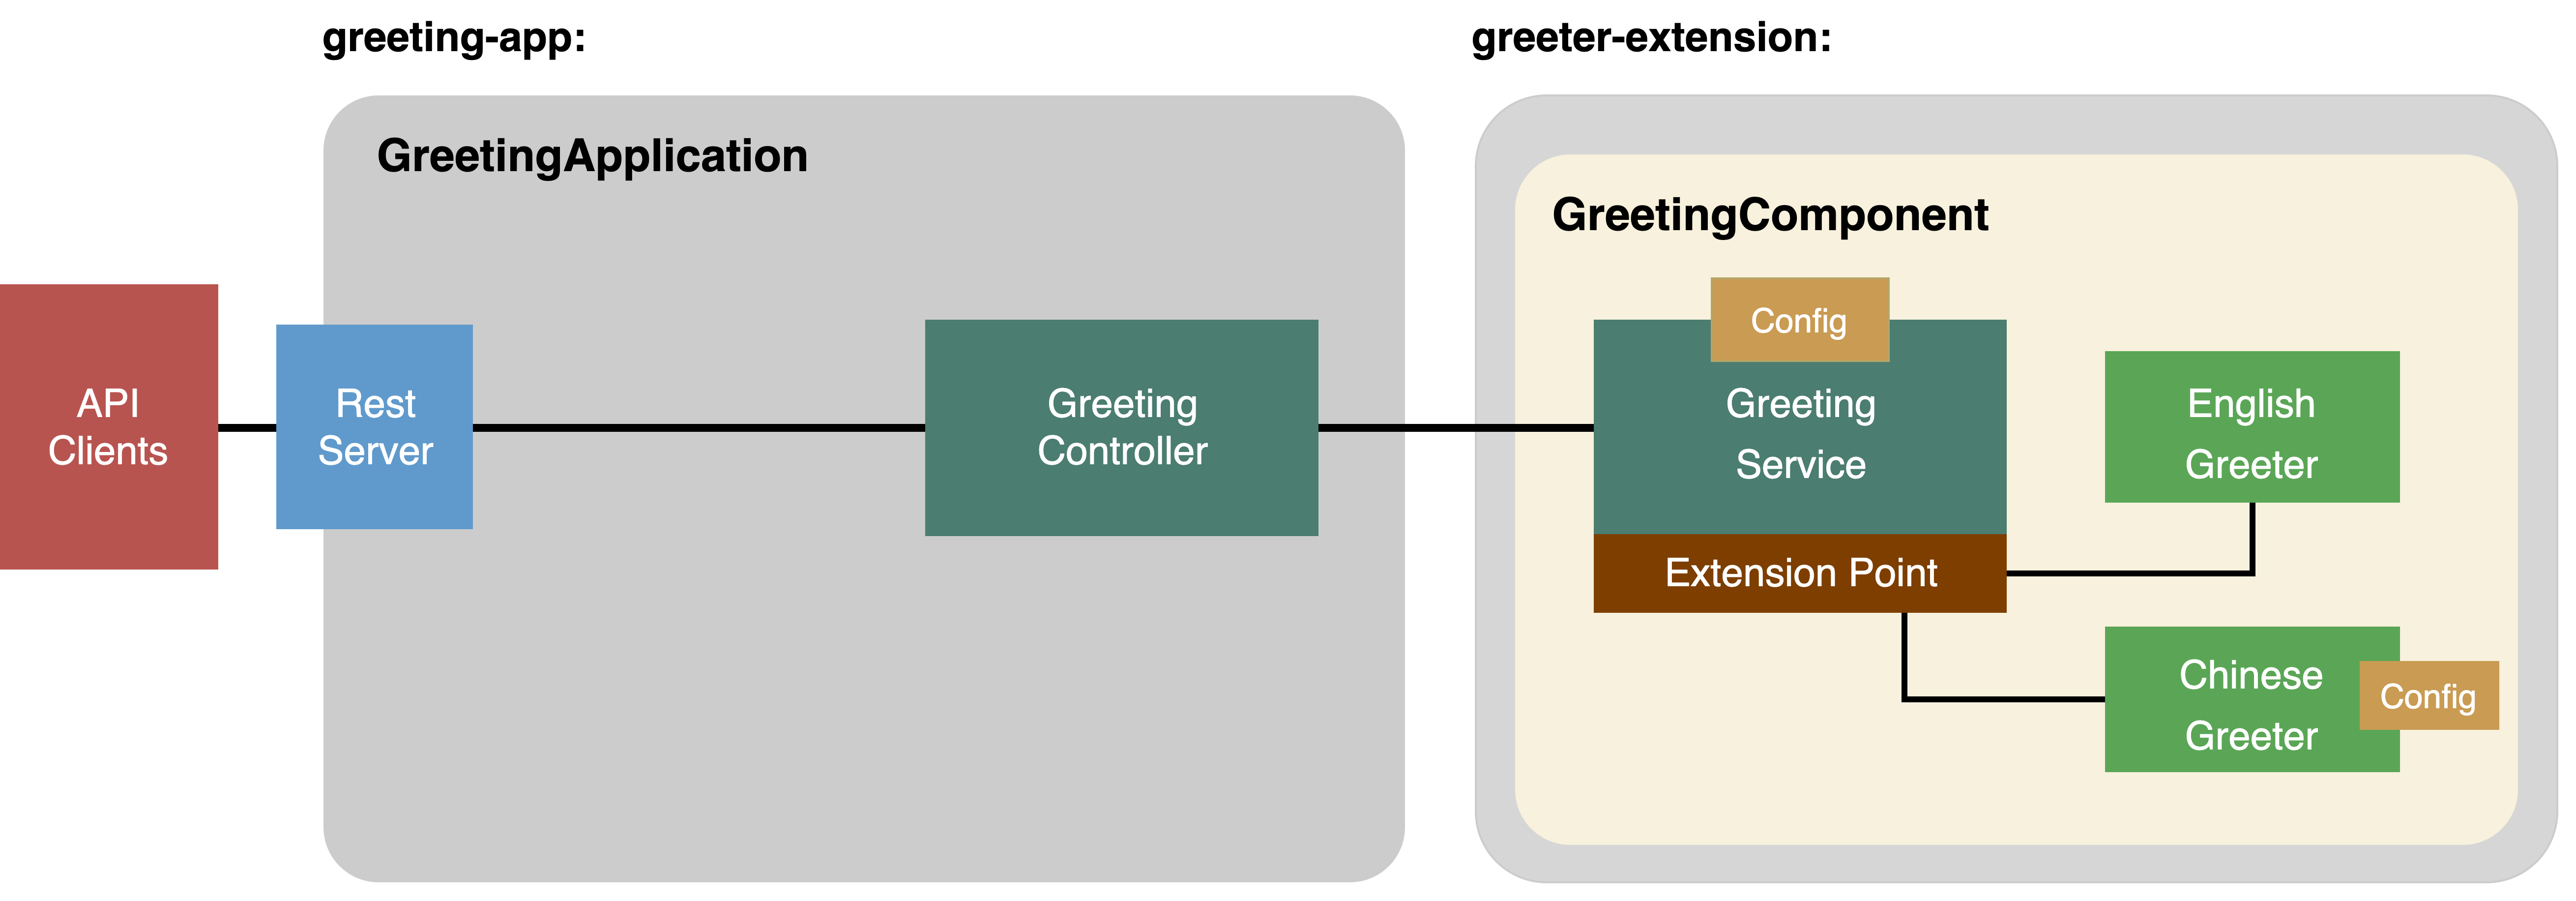 greeting-app:
GreetingApplication
API
Clients
Rest
Server
Greeting
Controller
greeter-extension:
GreetingComponent
Config
Greeting
Service
Extension Point
English
Greeter
Chinese
Greeter
Config